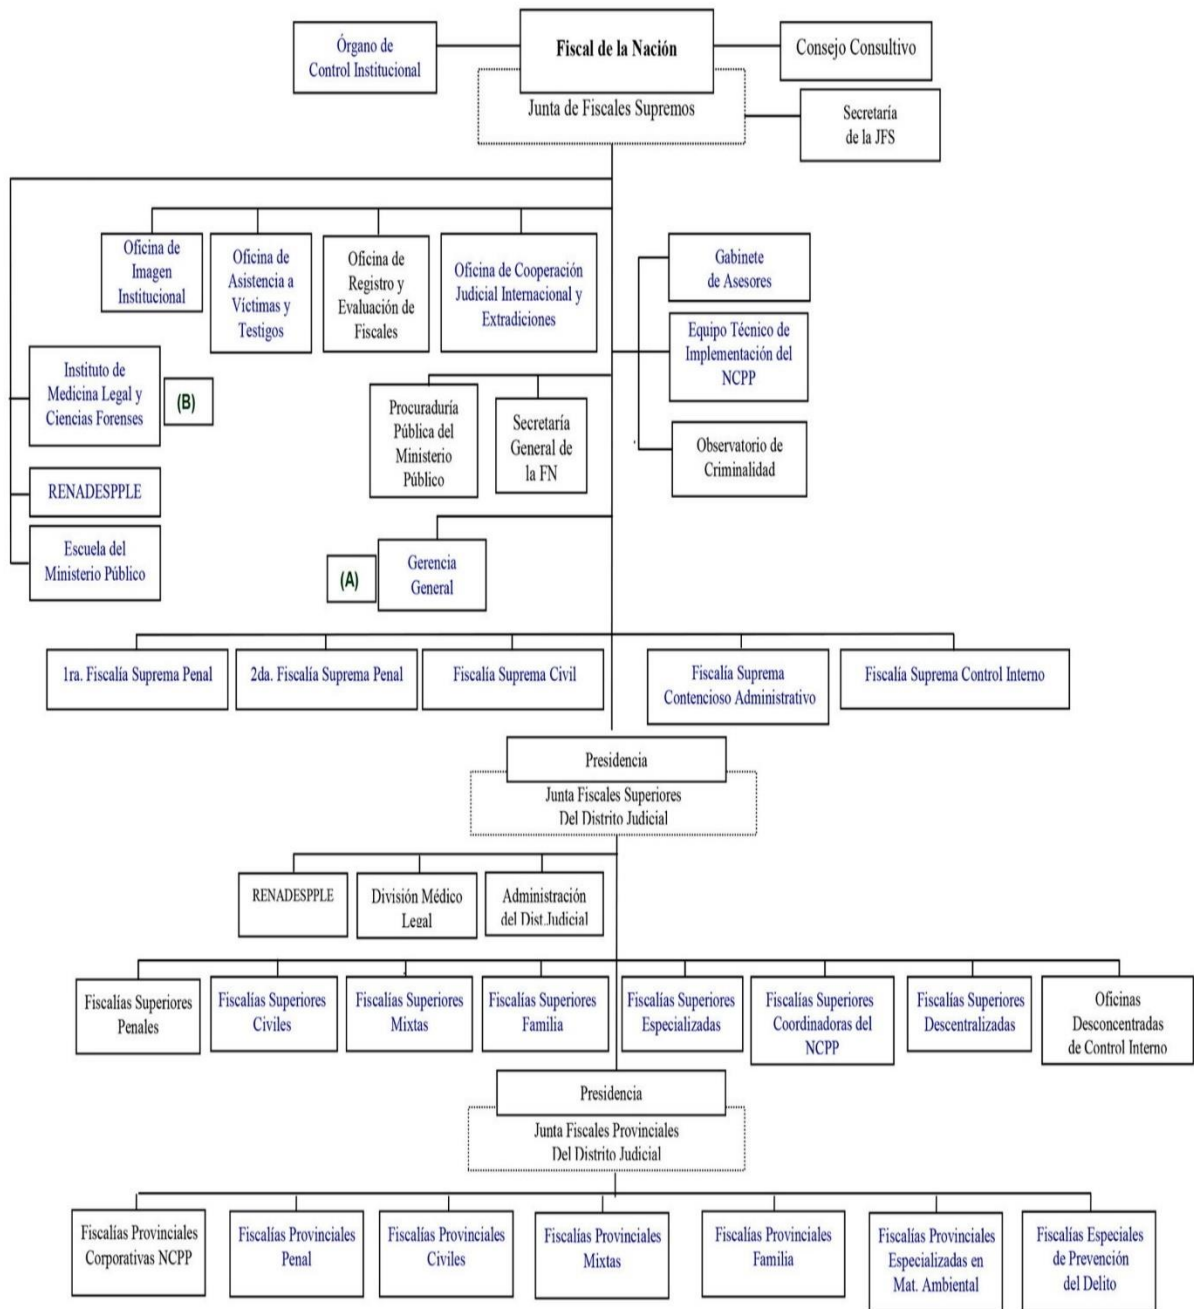 Órgano de
Control Institucional
Fiscal de la Nación
Consejo Consultivo
Junta de Fiscales Supremos
Secretaría
de la JFS
Oficina de
Imagen
Institucional
Oficina de
Asistencia a
Víctimas y
Testigos
Oficina de
Registro y
Evaluación de
Fiscales
Oficina de Cooperación
Judicial Internacional y
Extradiciones
Gabinete
de Asesores
Equipo Técnico de
Implementación del
NCPP
Observatorio de
Criminalidad
Instituto de
Medicina Legal y
Ciencias Forenses
(B)
Procuraduría
Pública del
Ministerio
Público
Secretaría
General de
la FN
RENADESPPLE
Escuela del
Ministerio Público
(A)
Gerencia
General
1ra. Fiscalía Suprema Penal
2da. Fiscalía Suprema Penal
Fiscalía Suprema Civil
Fiscalía Suprema
Contencioso Administrativo
Fiscalía Suprema Control Interno
Presidencia
Junta Fiscales Superiores
Del Distrito Judicial
RENADESPPLE
División Médico
Legal
Administración
del Dist.Judicial
Fiscalías Superiores
Penales
Fiscalías Superiores
Civiles
Fiscalías Superiores
Mixtas
Fiscalías Superiores
Familia
Fiscalías Superiores
Especializadas
Fiscalías Superiores
Coordinadoras del
NCPP
Fiscalías Superiores
Descentralizadas
Oficinas
Desconcentradas
de Control Interno
Presidencia
Junta Fiscales Provinciales
Del Distrito Judicial
Fiscalías Provinciales
Corporativas NCPP
Fiscalías Provinciales
Penal
Fiscalías Provinciales
Civiles
Fiscalías Provinciales
Mixtas
Fiscalías Provinciales
Familia
Fiscalías Provinciales
Especializadas en
Mat. Ambiental
Fiscalías Especiales
de Prevención
del Delito